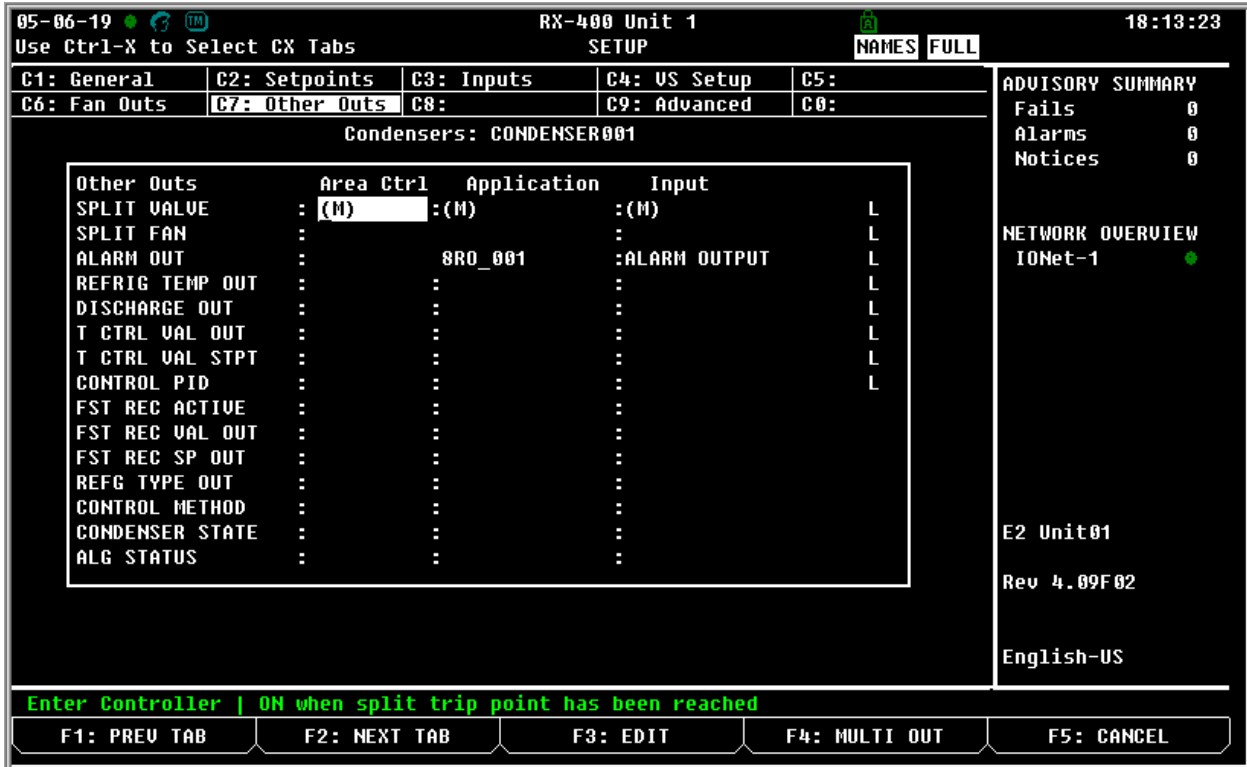 05-06-19 TM RX-400 Unit 1 A 18:13:23
Use Ctrl-X to Select CX Tabs SETUP NAMES FULL
C1: General C2: Setpoints C3: Inputs C4: VS Setup C5:
C6: Fan Outs C7: Other Outs C8: C9: Advanced C0:
Condensers: CONDENSER001
Other Outs Area Ctrl Application Input
SPLIT VALVE : (M) :(M) :(M) L
SPLIT FAN : : L
ALARM OUT : 8RO_001 :ALARM OUTPUT L
REFRIG TEMP OUT : : : L
DISCHARGE OUT : : : L
T CTRL VAL OUT : : : L
T CTRL VAL STPT : : : L
CONTROL PID : : : L
FST REC ACTIVE : : :
FST REC VAL OUT : : :
FST REC SP OUT : : :
REFG TYPE OUT : : :
CONTROL METHOD : : :
CONDENSER STATE : : :
ALG STATUS : : :
ADVISORY SUMMARY
Fails 0
Alarms 0
Notices 0
NETWORK OVERVIEW
IONet-1
E2 Unit01
Rev 4.09F02
English-US
Enter Controller | ON when split trip point has been reached
F1: PREV TAB F2: NEXT TAB F3: EDIT F4: MULTI OUT F5: CANCEL